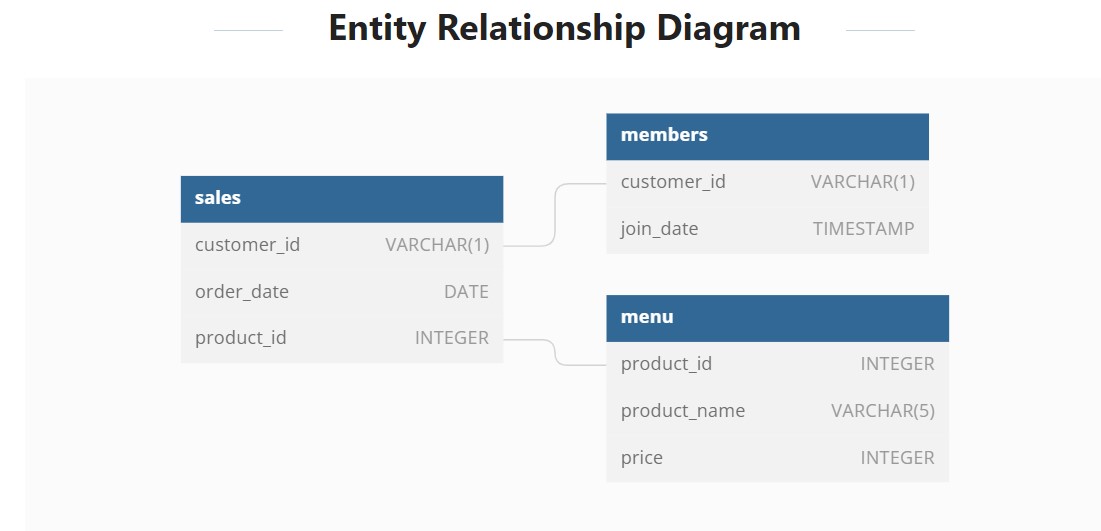 Entity Relationship Diagram
sales
customer_id VARCHAR(1)
order_date DATE
product_id INTEGER
members
customer_id VARCHAR(1)
join_date TIMESTAMP
menu
product_id INTEGER
product_name VARCHAR(5)
price INTEGER